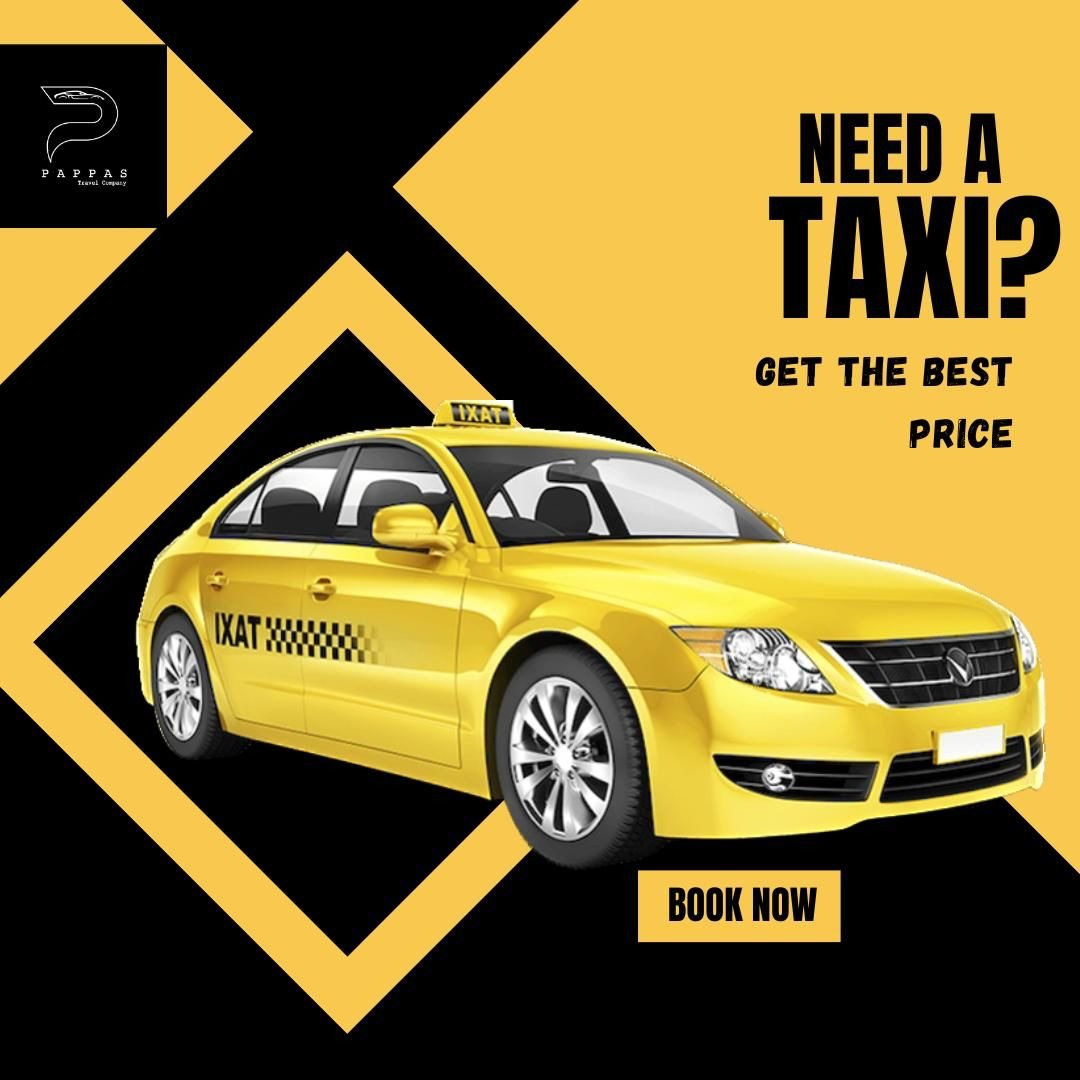 PAPPAS
Travel Company
NEED A
TAXI?
GET THE BEST
PRICE
IXAT
IXAT
BOOK NOW